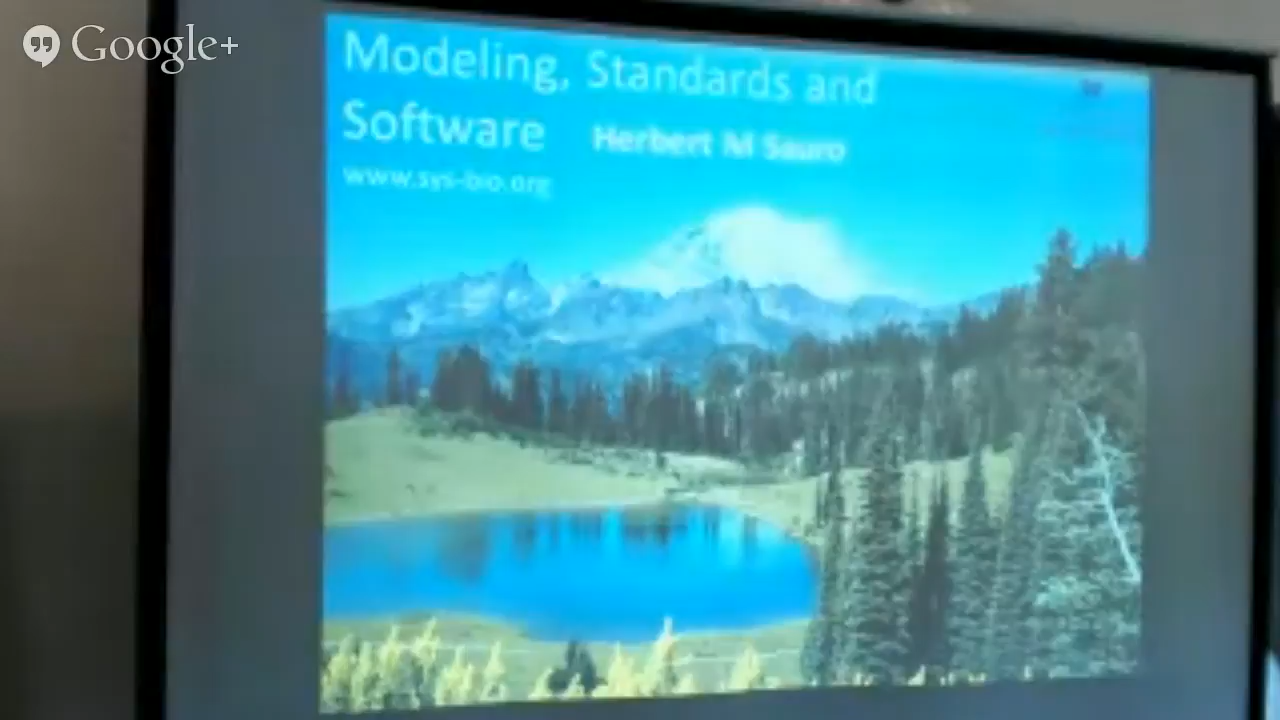 Google+
Modeling, Standards and
Software Herbert M Sauro
www.sys-bio.org